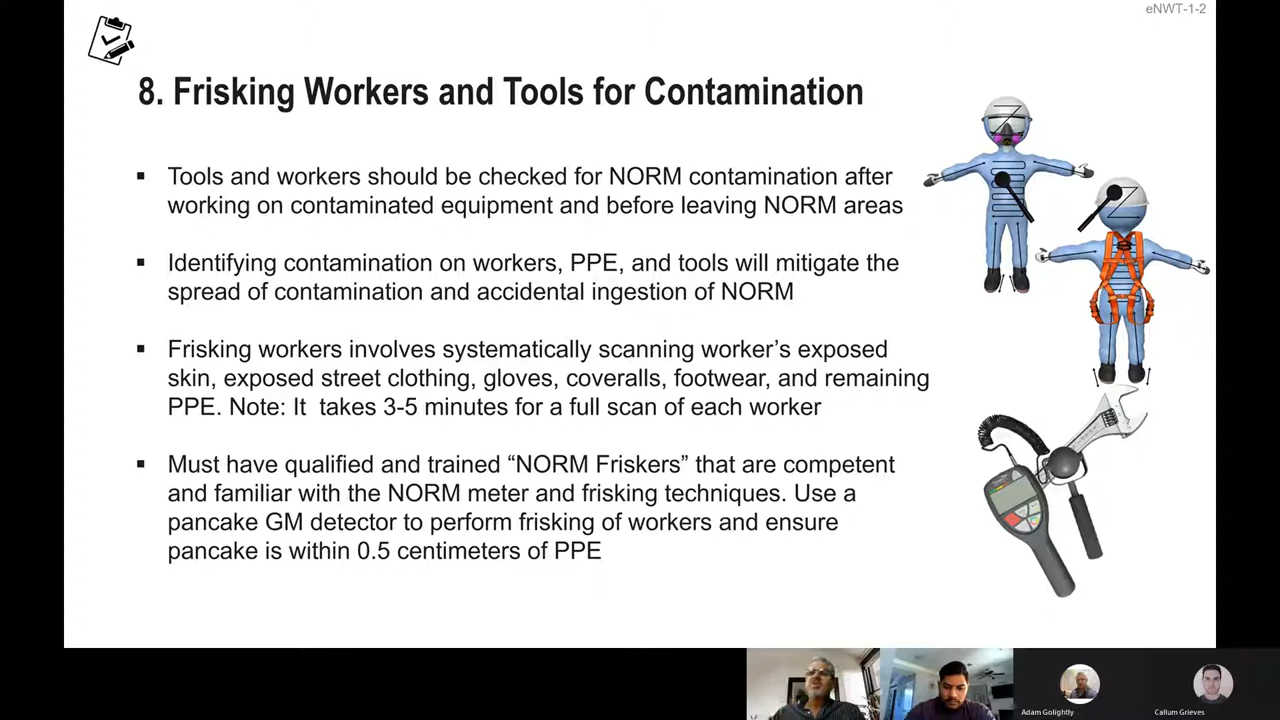 eNWT-1-2
8. Frisking Workers and Tools for Contamination
Tools and workers should be checked for NORM contamination after
working on contaminated equipment and before leaving NORM areas
Identifying contamination on workers, PPE, and tools will mitigate the
spread of contamination and accidental ingestion of NORM
Frisking workers involves systematically scanning worker’s exposed
skin, exposed street clothing, gloves, coveralls, footwear, and remaining
PPE. Note: It  takes 3-5 minutes for a full scan of each worker
Must have qualified and trained “NORM Friskers” that are competent
and familiar with the NORM meter and frisking techniques. Use a
pancake GM detector to perform frisking of workers and ensure
pancake is within 0.5 centimeters of PPE
Adam Golightly
Callum Grieves